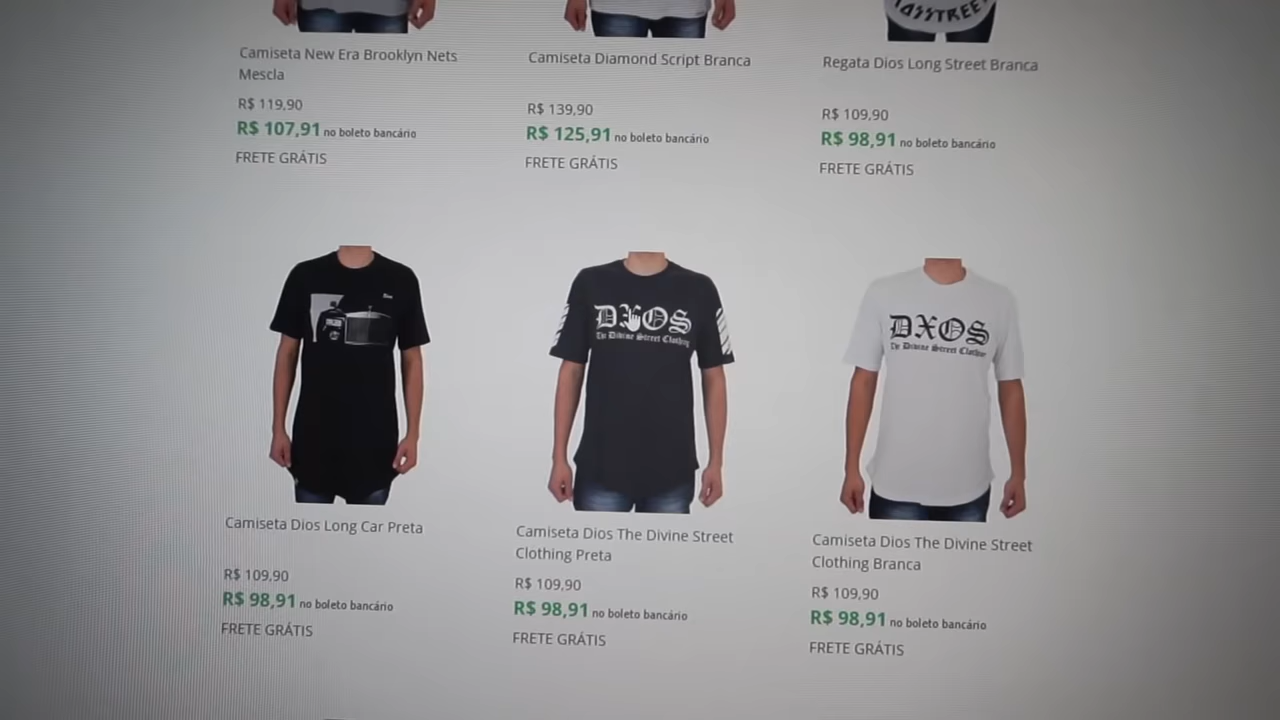 ASSTREE
Camiseta New Era Brooklyn Nets
Mescla
R$ 119,90
R$ 107,91 no boleto bancário
FRETE GRÁTIS
Camiseta Diamond Script Branca
R$ 139,90
R$ 125,91 no boleto bancário
FRETE GRÁTIS
Regata Dios Long Street Branca
R$ 109,90
R$ 98,91 no boleto bancário
FRETE GRÁTIS
Dios
DXOS
The Divine Street Clothing
DXOS
The Divine Street Clothing
Camiseta Dios Long Car Preta
R$ 109,90
R$ 98,91 no boleto bancário
FRETE GRÁTIS
Camiseta Dios The Divine Street
Clothing Preta
R$ 109,90
R$ 98,91 no boleto bancário
FRETE GRÁTIS
Camiseta Dios The Divine Street
Clothing Branca
R$ 109,90
R$ 98,91 no boleto bancário
FRETE GRÁTIS